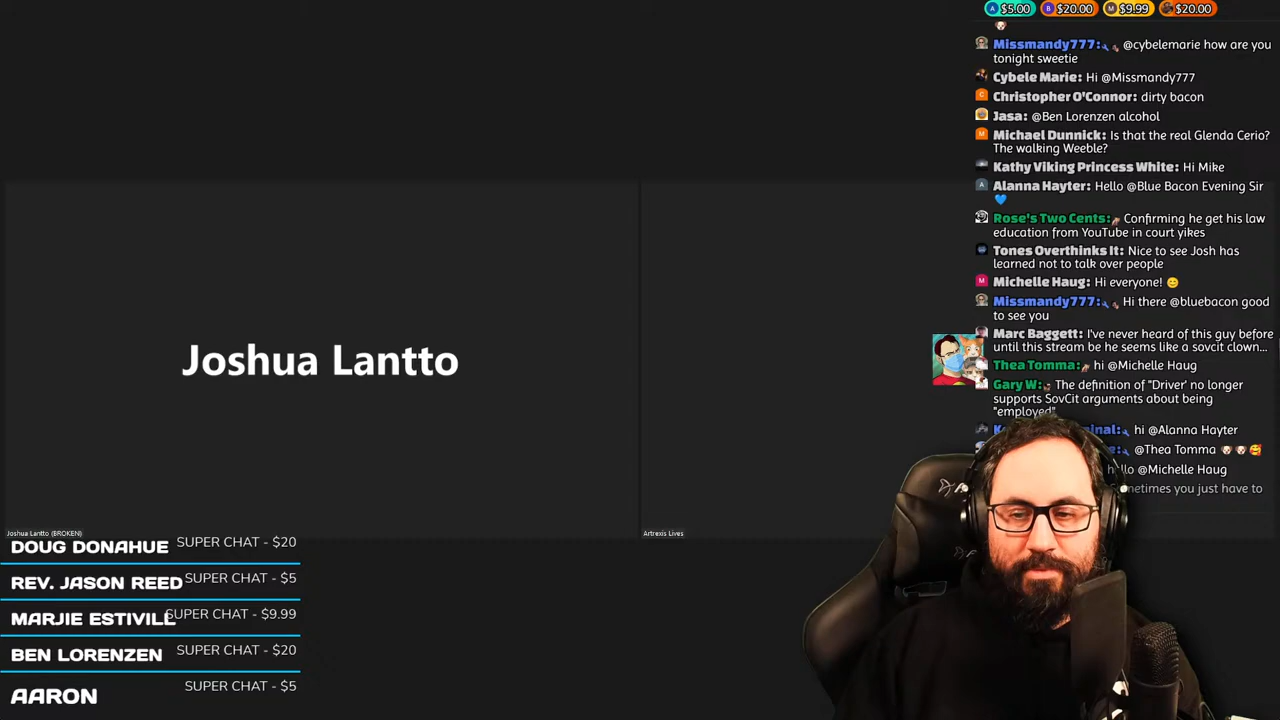 $5.00 $20.00 $9.99 $20.00
Missmandy777: @cybelemarie how are you
tonight sweetie
Cybele Marie: Hi @Missmandy777
Christopher O'Connor: dirty bacon
Jasa: @Ben Lorenzen alcohol
Michael Dunnick: Is that the real Glenda Cerio?
The walking Weeble?
Kathy Viking Princess White: Hi Mike
Alanna Hayter: Hello @Blue Bacon Evening Sir
💙
Rose's Two Cents: Confirming he get his law
education from YouTube in court yikes
Tones Overthinks It: Nice to see Josh has
learned not to talk over people
Michelle Haug: Hi everyone! 😊
Missmandy777: Hi there @bluebacon good
to see you
Marc Baggett: I've never heard of this guy before
until this stream be he seems like a sovcit clown...
Thea Tomma: hi @Michelle Haug
Gary W: The definition of "Driver' no longer
supports SovCit arguments about being
"employed"
hi @Alanna Hayter
@Thea Tomma
@Michelle Haug
you just have to
Joshua Lantto
Joshua Lantto (BROKEN)
Artrexis Lives
DOUG DONAHUE SUPER CHAT - $20
REV. JASON REED SUPER CHAT - $5
MARJIE ESTIVILL SUPER CHAT - $9.99
BEN LORENZEN SUPER CHAT - $20
AARON SUPER CHAT - $5